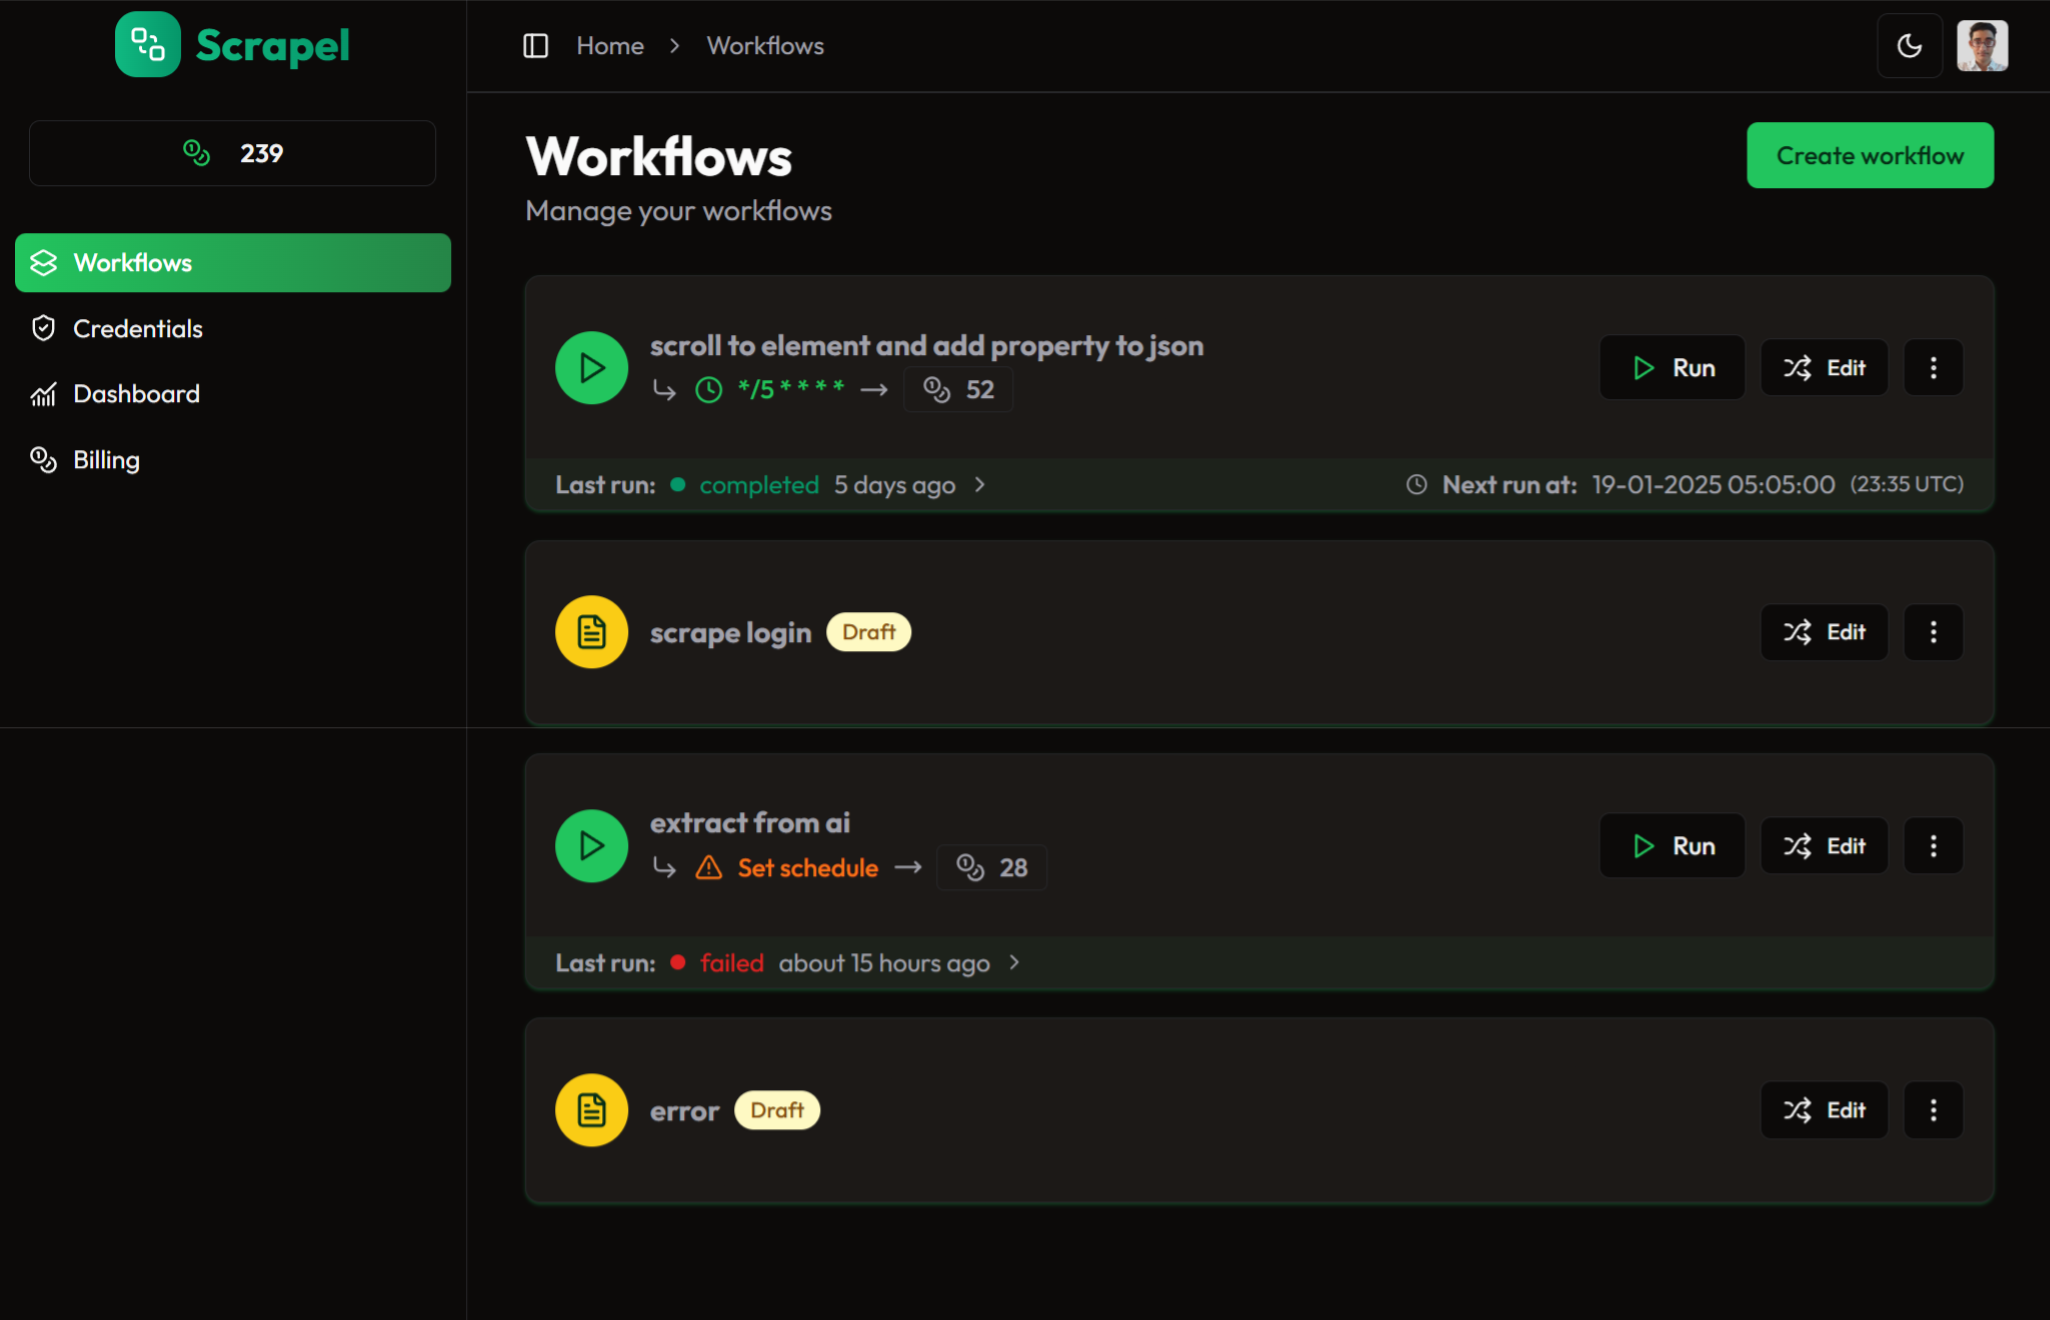 Scrapel
239
Workflows
Credentials
Dashboard
Billing
Home > Workflows
Workflows
Manage your workflows
Create workflow
scroll to element and add property to json
*/5 * * * * → 52
Run
Edit
Last run: completed 5 days ago >
Next run at: 19-01-2025 05:05:00 (23:35 UTC)
scrape login Draft
Edit
extract from ai
Set schedule → 28
Run
Edit
Last run: failed about 15 hours ago >
error Draft
Edit